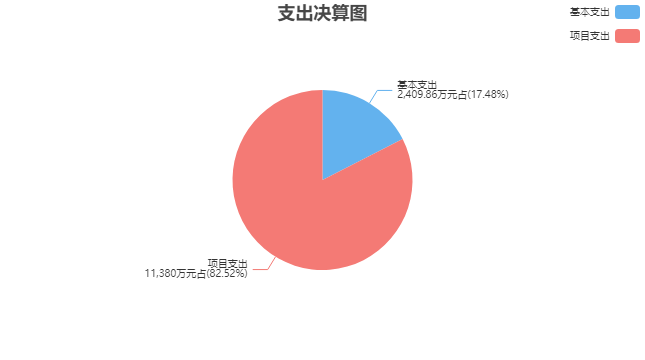 支出决算图
基本支出
项目支出
基本支出
2,409.86万元占(17.48%)
项目支出
11,380万元占(82.52%)